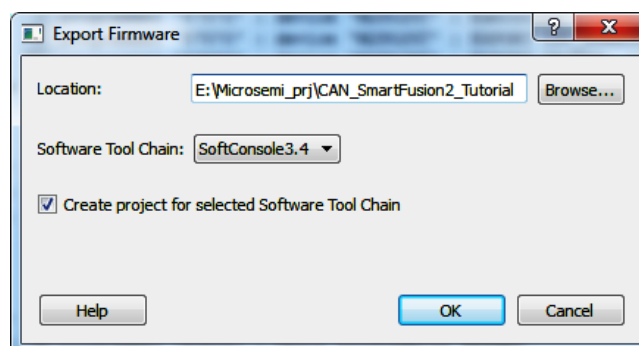 Export Firmware
Location: E:\Microsemi_prj\CAN_SmartFusion2_Tutorial Browse...
Software Tool Chain: SoftConsole3.4
Create project for selected Software Tool Chain
Help OK Cancel